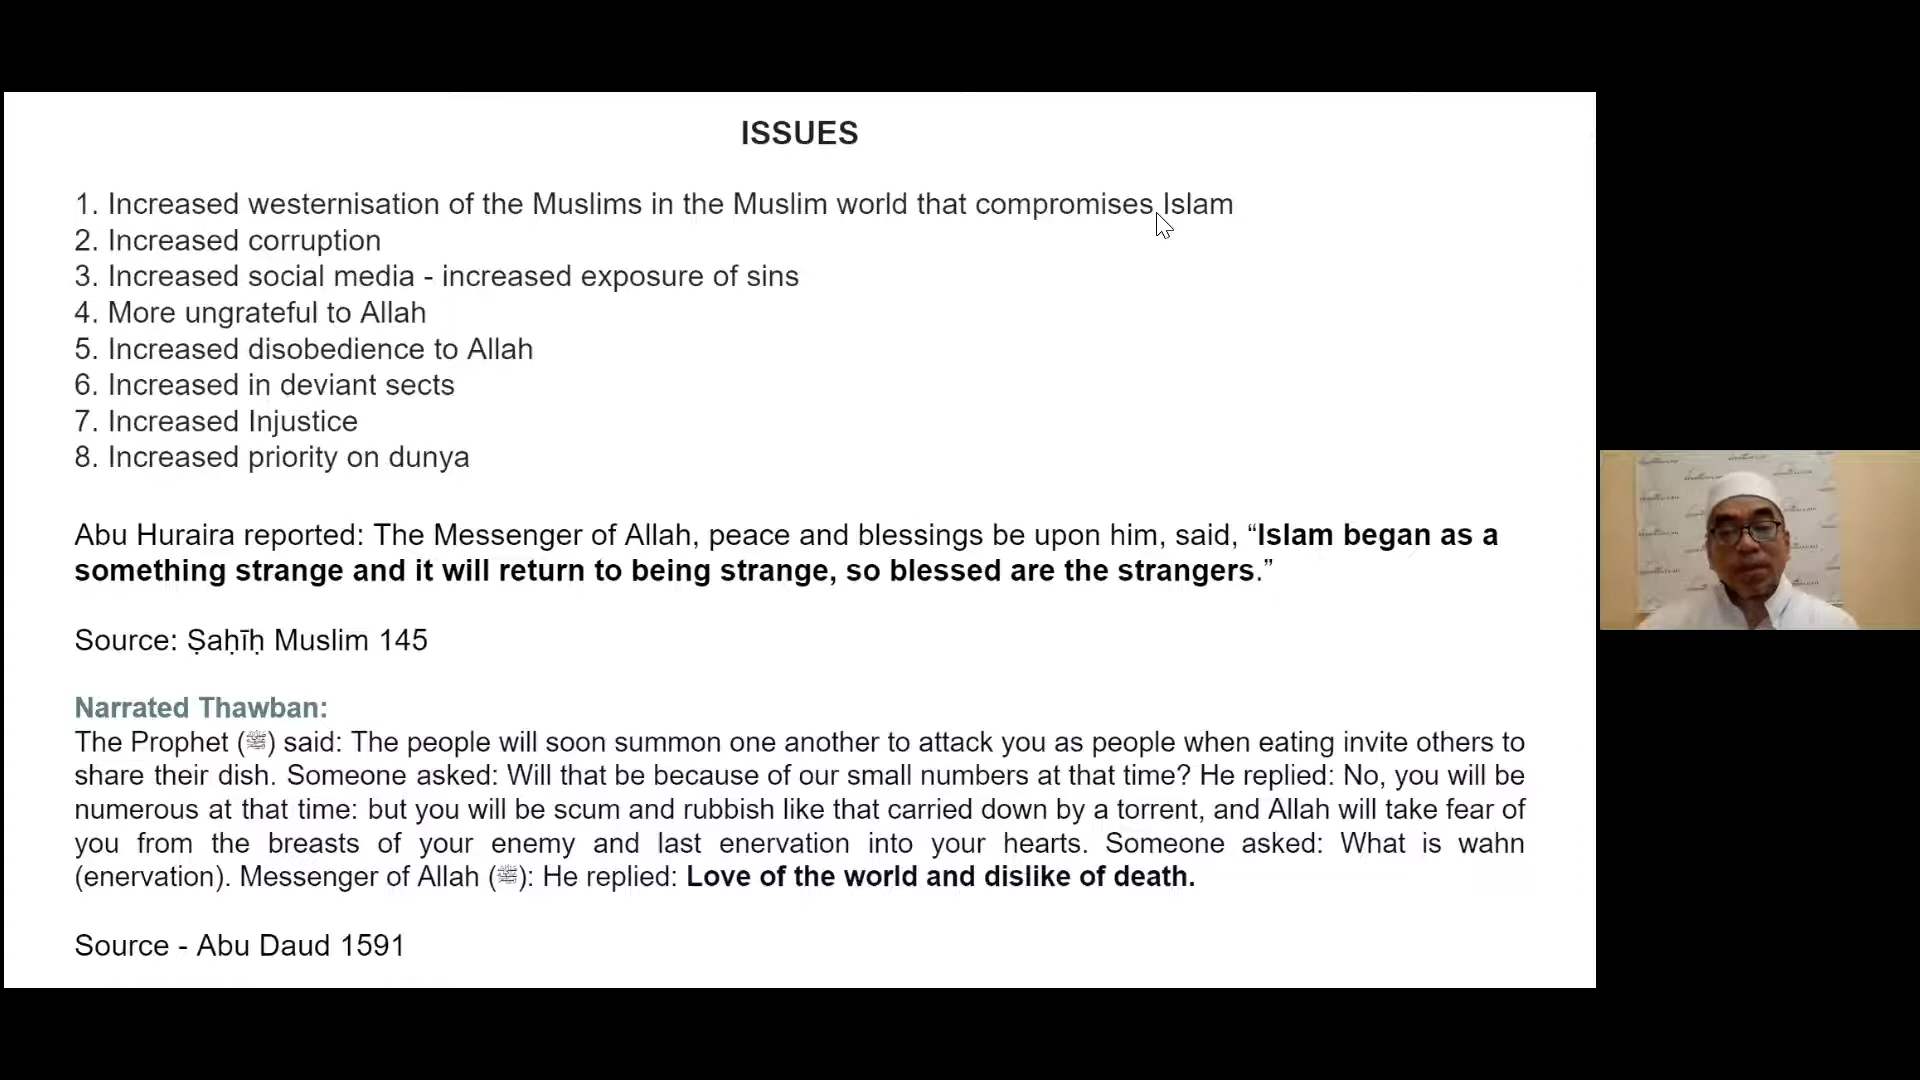 ISSUES
1. Increased westernisation of the Muslims in the Muslim world that compromises Islam
2. Increased corruption
3. Increased social media - increased exposure of sins
4. More ungrateful to Allah
5. Increased disobedience to Allah
6. Increased in deviant sects
7. Increased Injustice
8. Increased priority on dunya
Abu Huraira reported: The Messenger of Allah, peace and blessings be upon him, said, “Islam began as a
something strange and it will return to being strange, so blessed are the strangers.”
Source: Ṣaḥīḥ Muslim 145
Narrated Thawban:
The Prophet (ﷺ) said: The people will soon summon one another to attack you as people when eating invite others to
share their dish. Someone asked: Will that be because of our small numbers at that time? He replied: No, you will be
numerous at that time: but you will be scum and rubbish like that carried down by a torrent, and Allah will take fear of
you from the breasts of your enemy and last enervation into your hearts. Someone asked: What is wahn
(enervation). Messenger of Allah (ﷺ): He replied: Love of the world and dislike of death.
Source - Abu Daud 1591